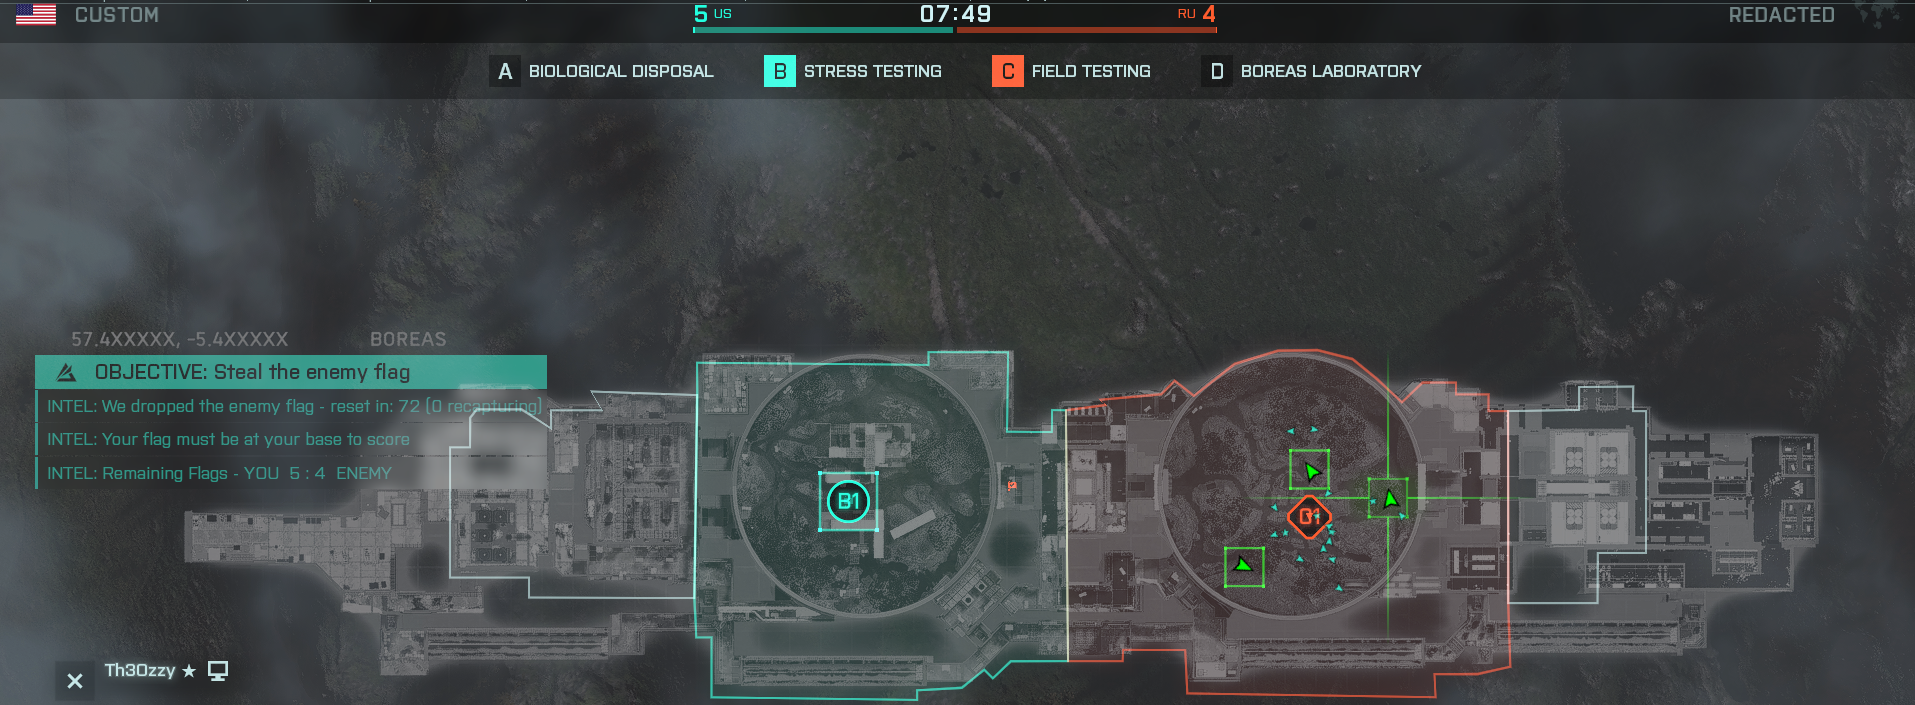 CUSTOM
5 US
07:49
RU 4
REDACTED
A BIOLOGICAL DISPOSAL
B STRESS TESTING
C FIELD TESTING
D BOREAS LABORATORY
57.4XXXXX, -5.4XXXXX
BOREAS
OBJECTIVE: Steal the enemy flag
INTEL: We dropped the enemy flag - reset in: 72 (0 recapturing)
INTEL: Your flag must be at your base to score
INTEL: Remaining Flags - YOU 5 : 4 ENEMY
B1
Th3Ozzy